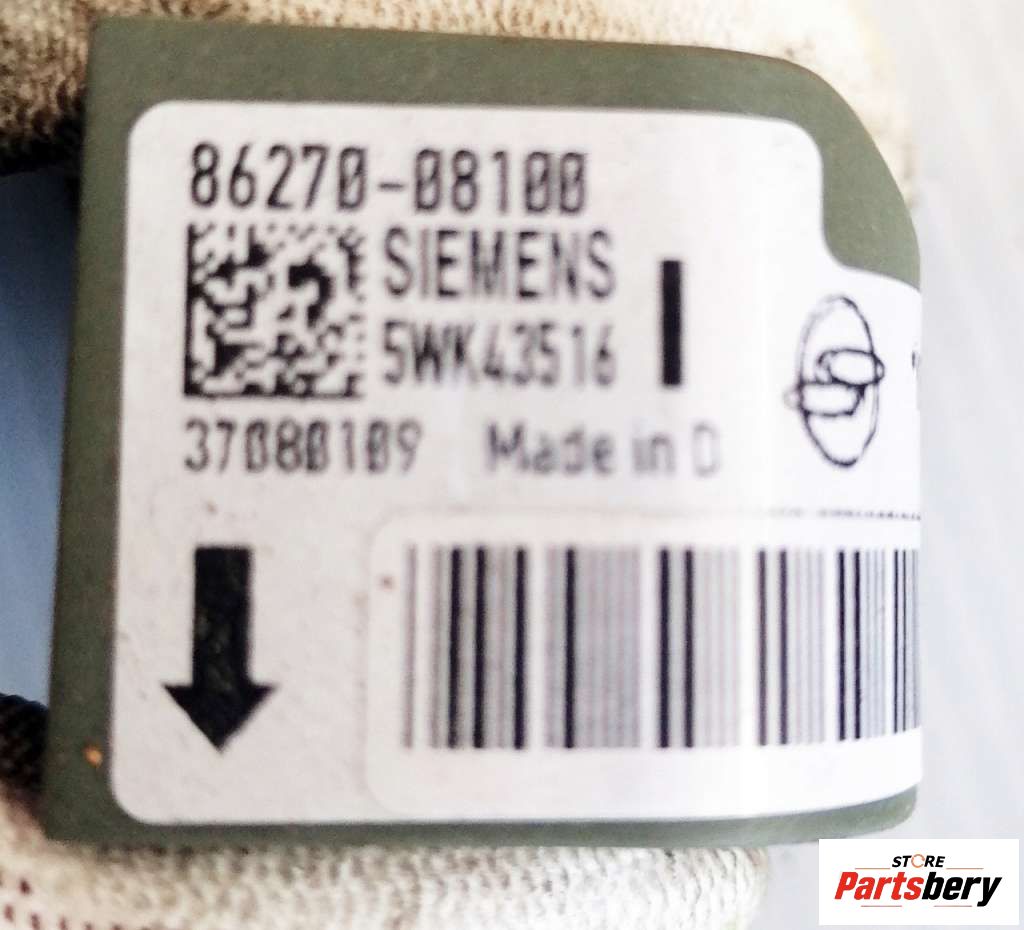 86270-08100
SIEMENS
5WK43516
37080109 Made in D
STORE
Partsbery